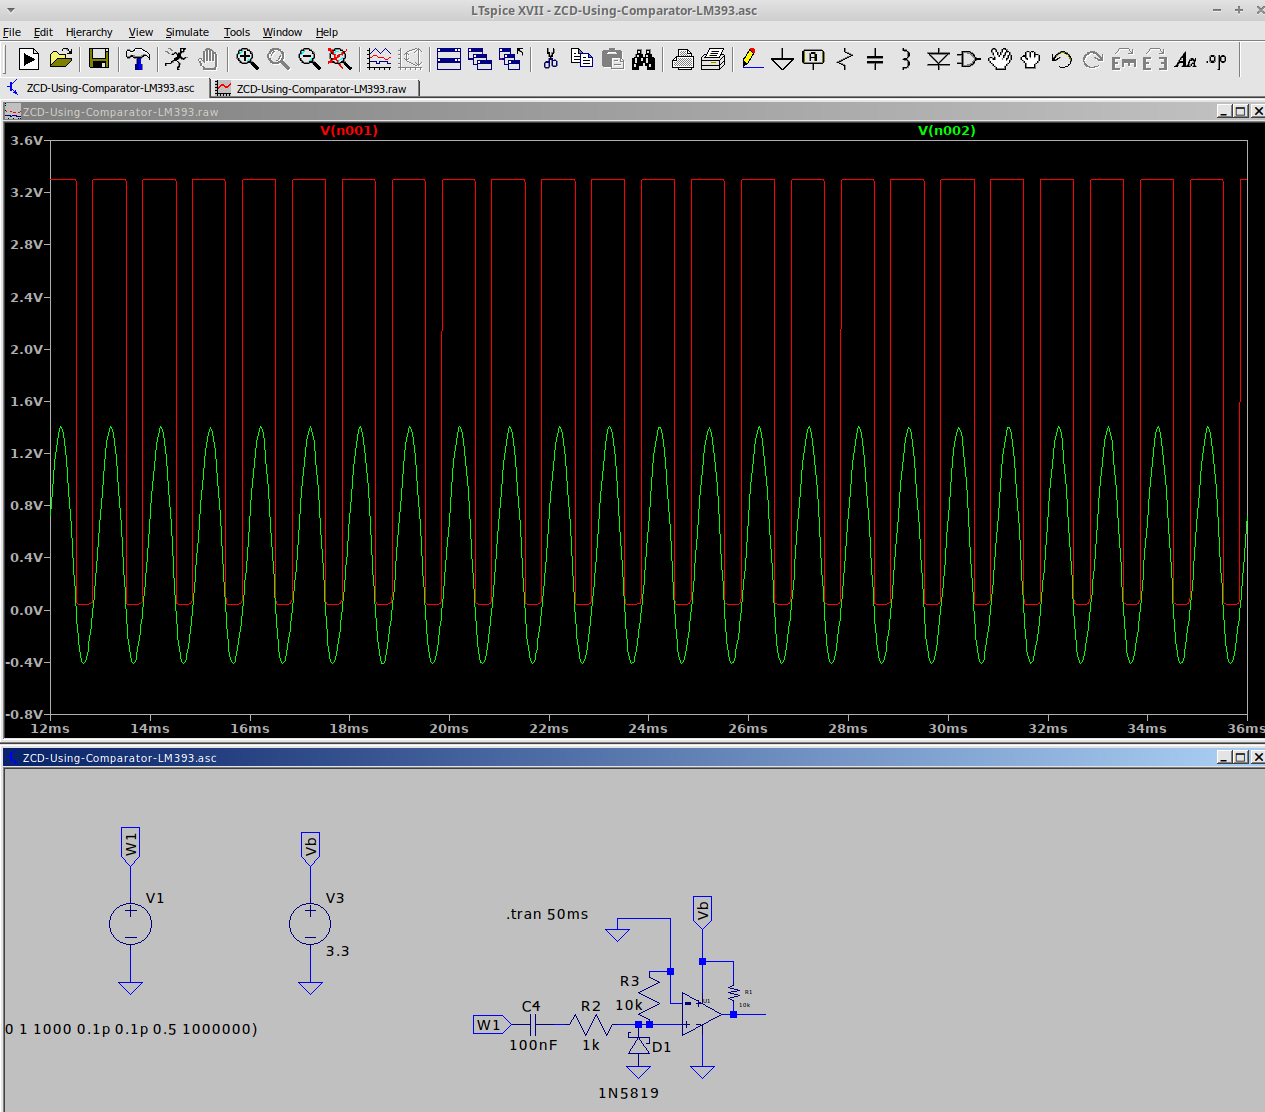 LTspice XVII - ZCD-Using-Comparator-LM393.asc
File Edit Hierarchy View Simulate Tools Window Help
ZCD-Using-Comparator-LM393.asc ZCD-Using-Comparator-LM393.raw
ZCD-Using-Comparator-LM393.raw
V(n001) V(n002)
3.6V
3.2V
2.8V
2.4V
2.0V
1.6V
1.2V
0.8V
0.4V
0.0V
-0.4V
-0.8V
12ms 14ms 16ms 18ms 20ms 22ms 24ms 26ms 28ms 30ms 32ms 34ms 36ms
ZCD-Using-Comparator-LM393.asc
W1
Vb
V1
V3
3.3
.tran 50ms
Vb
R3
10k
U1
R1
10k
C4
R2
W1
100nF
1k
D1
1N5819
0 1 1000 0.1p 0.1p 0.5 1000000)